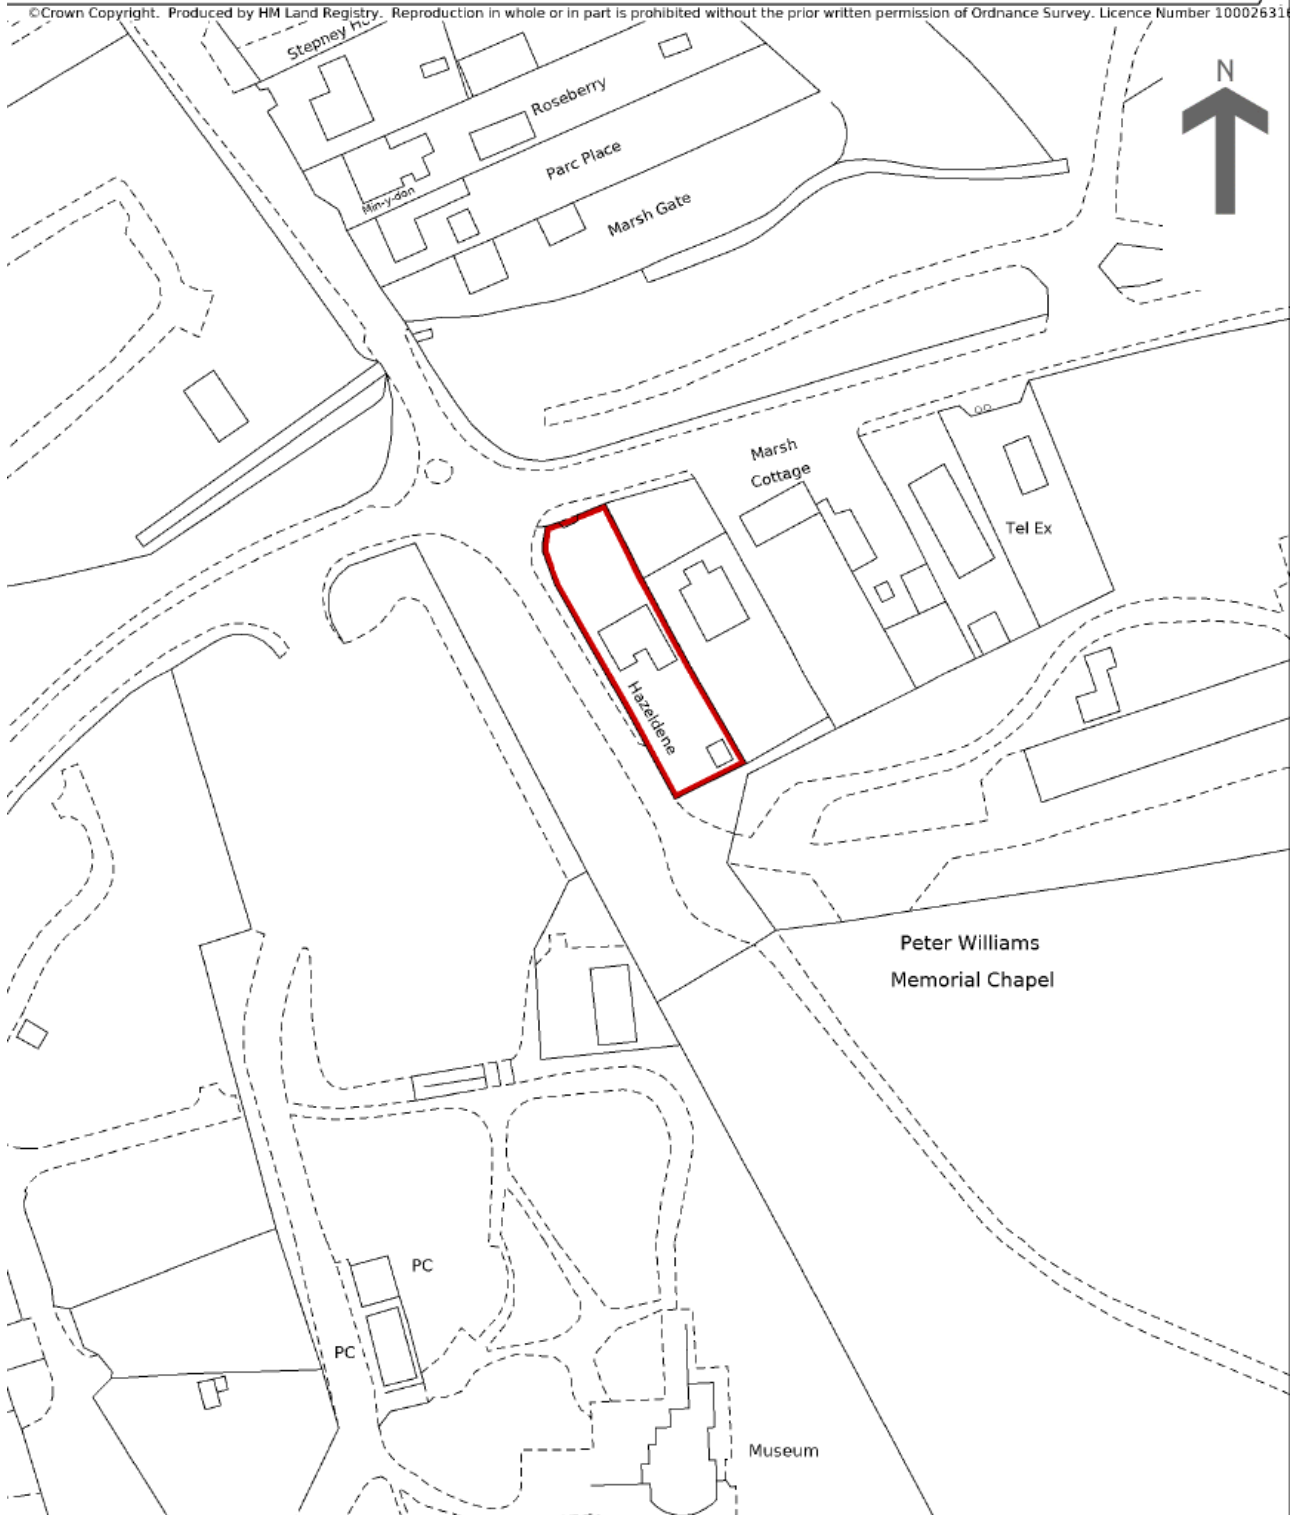 ©Crown Copyright. Produced by HM Land Registry. Reproduction in whole or in part is prohibited without the prior written permission of Ordnance Survey. Licence Number 100026316
Stepney
N
Roseberry
Parc Place
Min-y-don
Marsh Gate
Marsh
Cottage
Tel Ex
Hazeldene
Peter Williams
Memorial Chapel
PC
PC
Museum